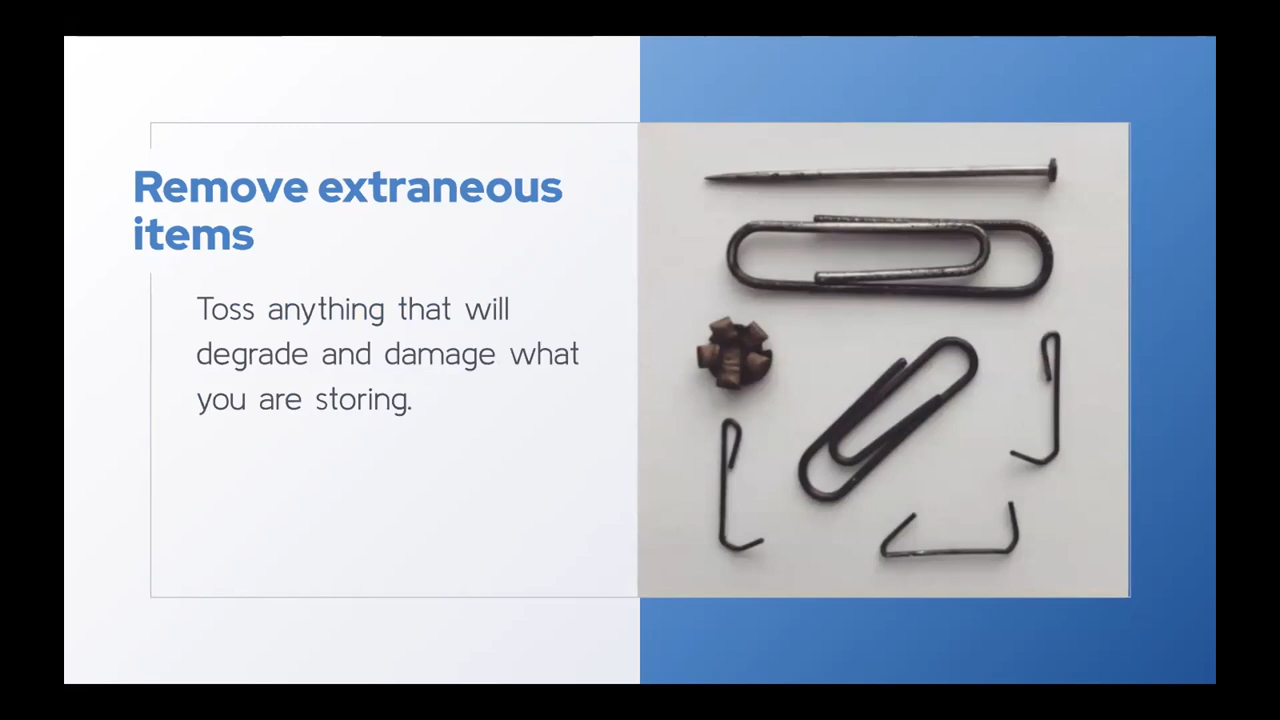 Remove extraneous
items
Toss anything that will
degrade and damage what
you are storing.